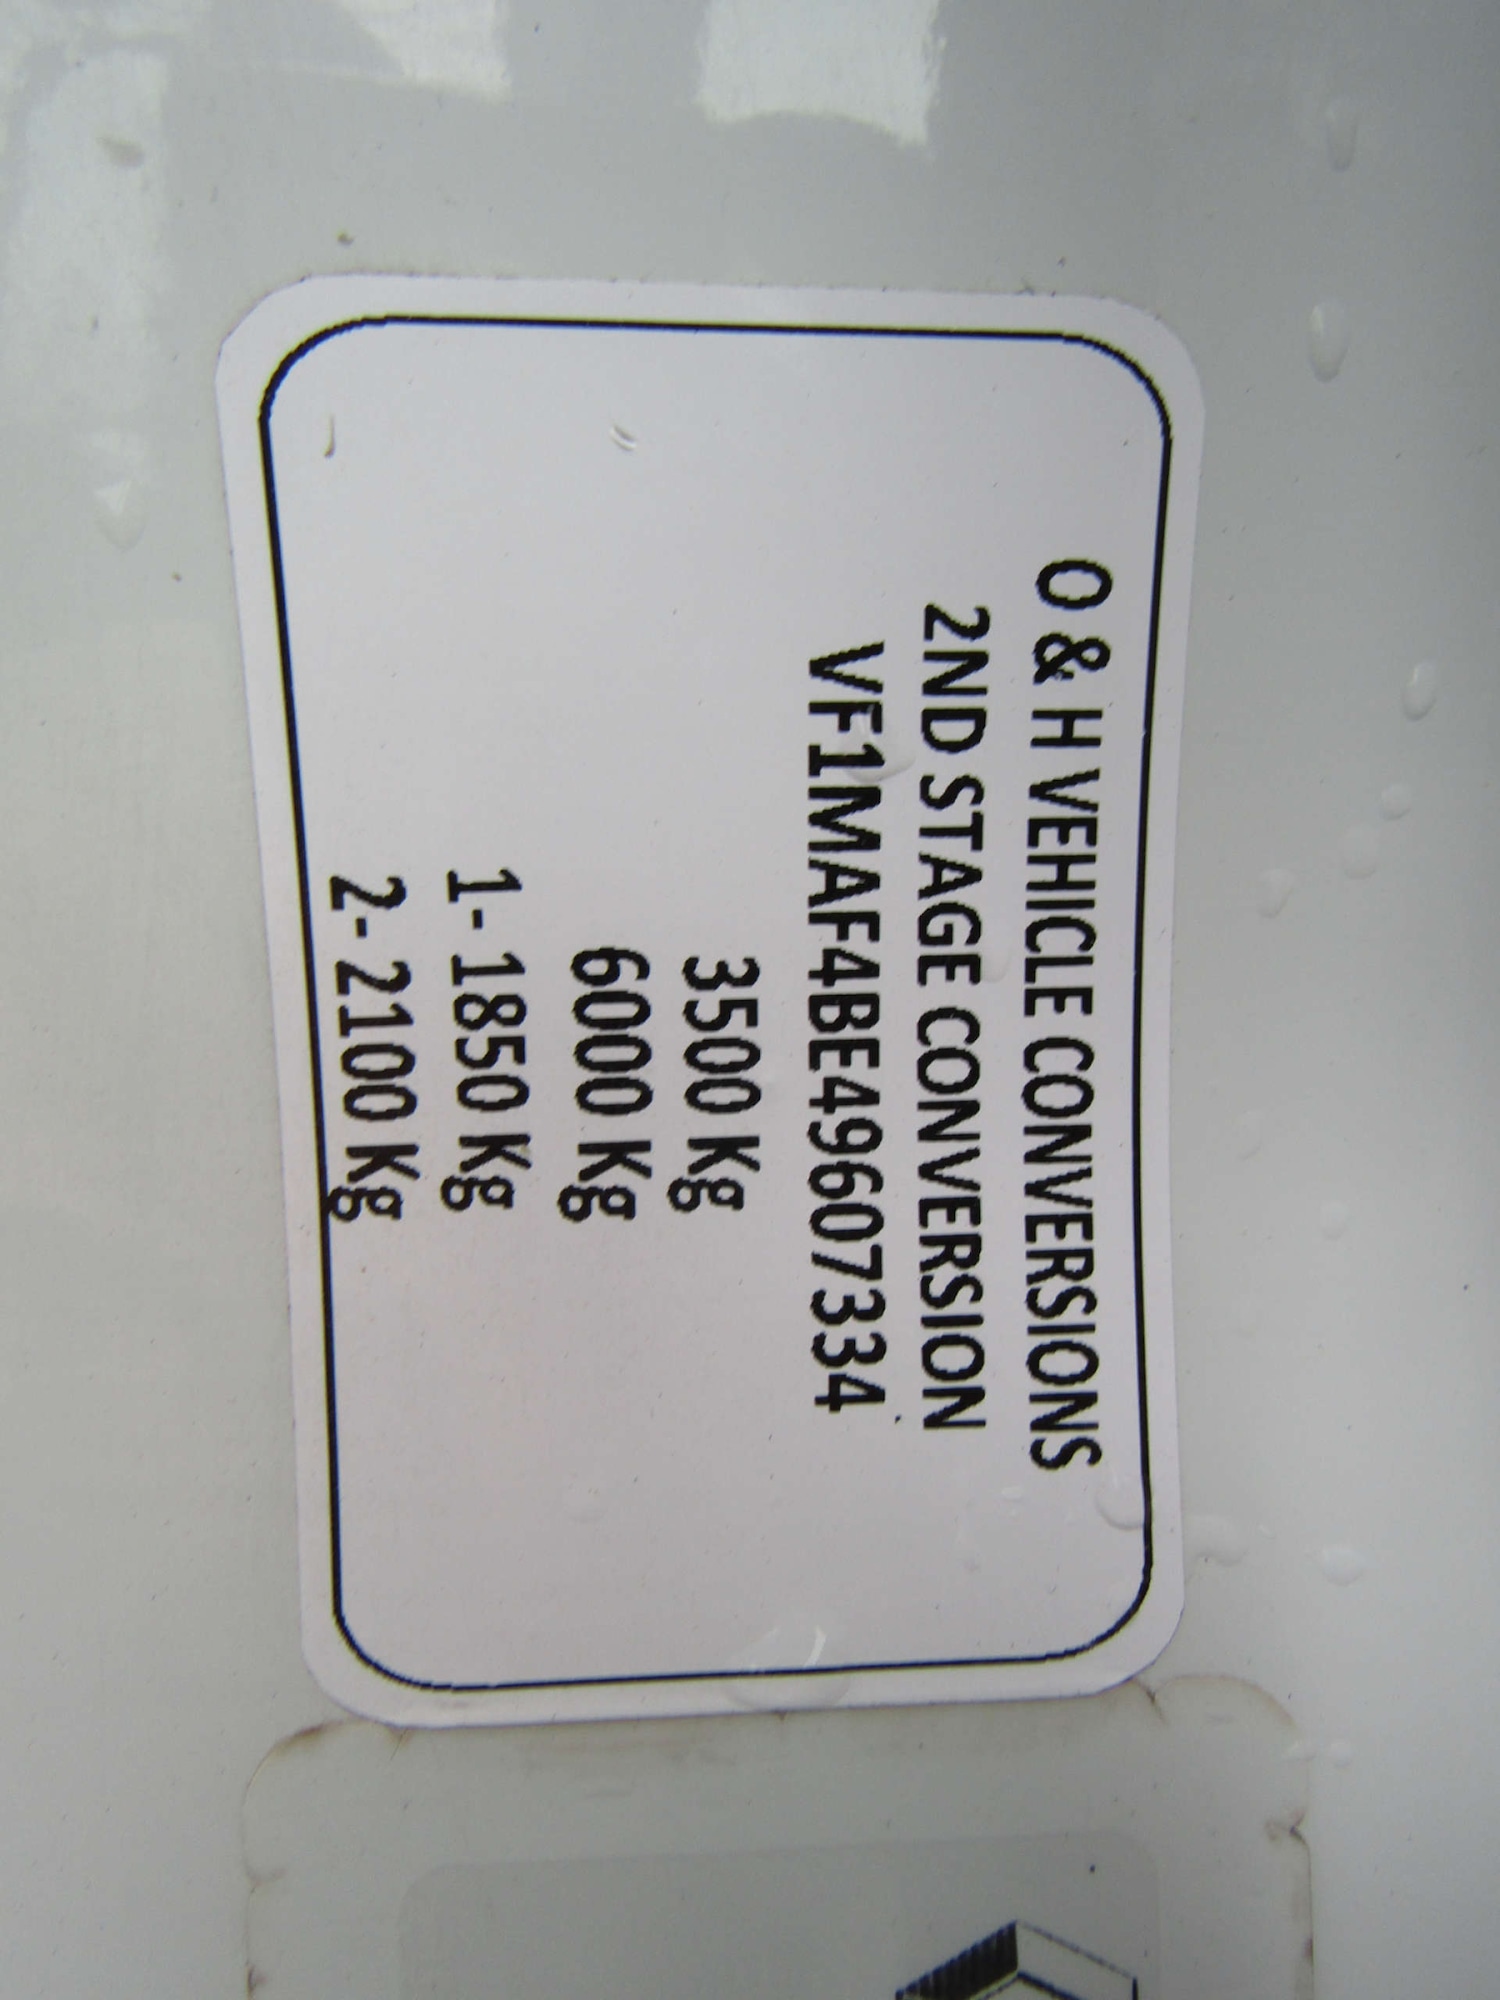 O & H VEHICLE CONVERSIONS
2ND STAGE CONVERSION
VF1MAF4BE49607334
3500 Kg
6000 Kg
1- 1850 Kg
2- 2100 Kg